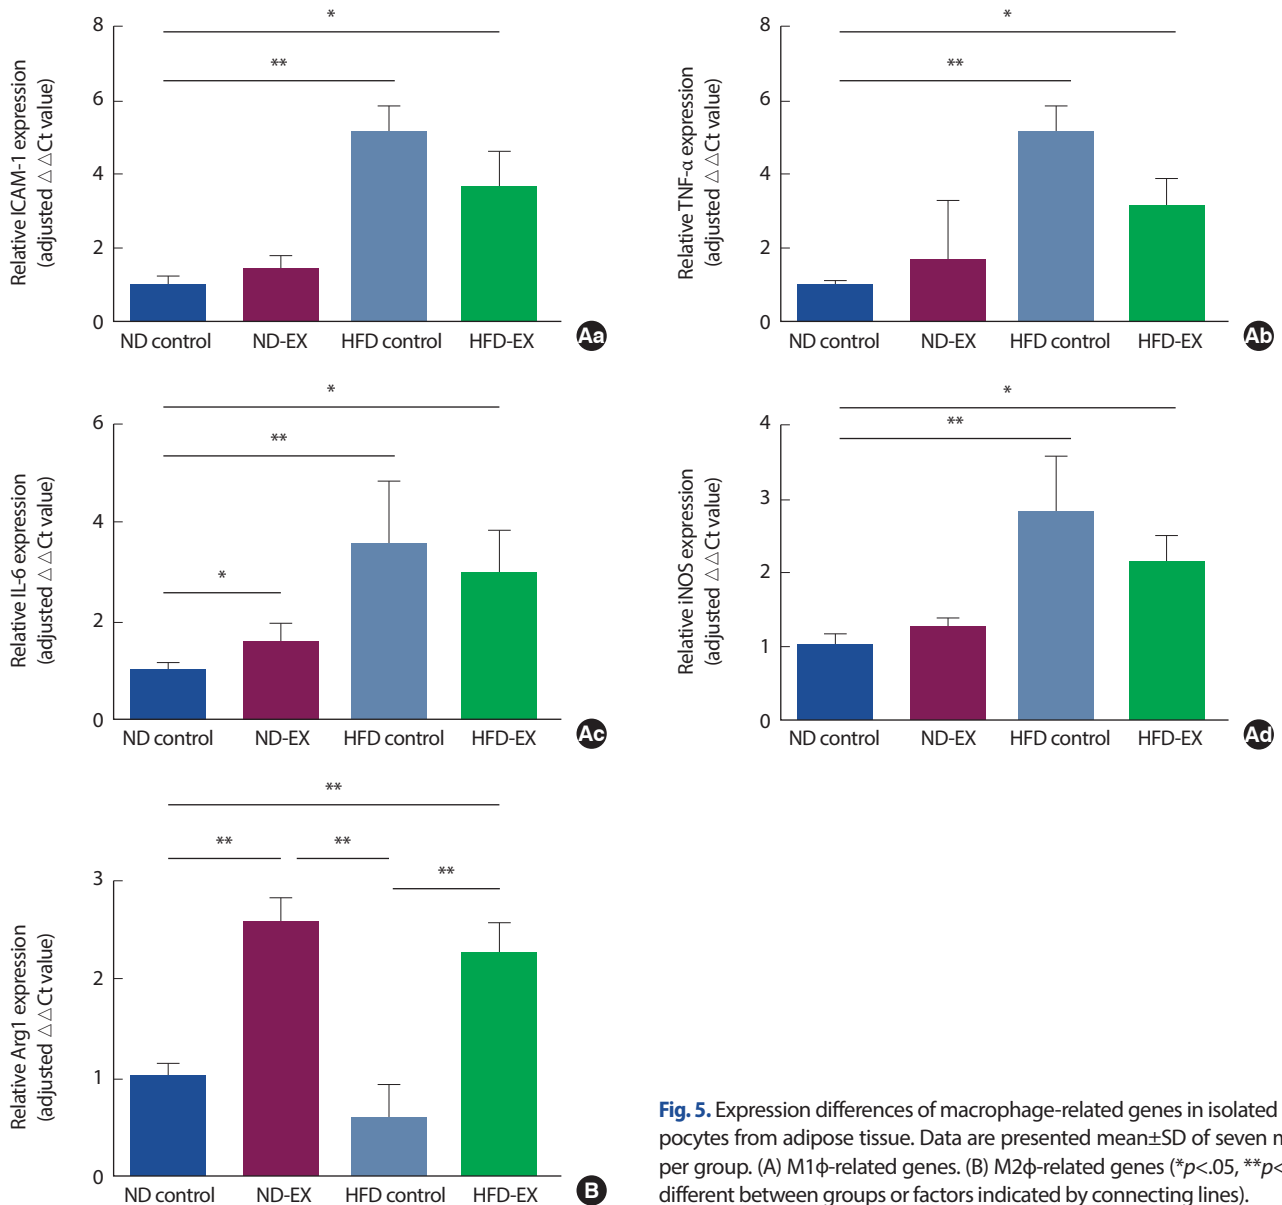 *
**
8
6
4
2
0
Relative ICAM-1 expression
(adjusted △△Ct value)
ND control ND-EX HFD control HFD-EX
Aa
*
**
8
6
4
2
0
Relative TNF-α expression
(adjusted △△Ct value)
ND control ND-EX HFD control HFD-EX
Ab
*
**
*
6
4
2
0
Relative IL-6 expression
(adjusted △△Ct value)
ND control ND-EX HFD control HFD-EX
Ac
*
**
4
3
2
1
0
Relative iNOS expression
(adjusted △△Ct value)
ND control ND-EX HFD control HFD-EX
Ad
**
** **
**
3
2
1
0
Relative Arg1 expression
(adjusted △△Ct value)
ND control ND-EX HFD control HFD-EX
B
Fig. 5. Expression differences of macrophage-related genes in isolated
pocytes from adipose tissue. Data are presented mean±SD of seven
per group. (A) M1ϕ-related genes. (B) M2ϕ-related genes (*p<.05, **p<
different between groups or factors indicated by connecting lines).